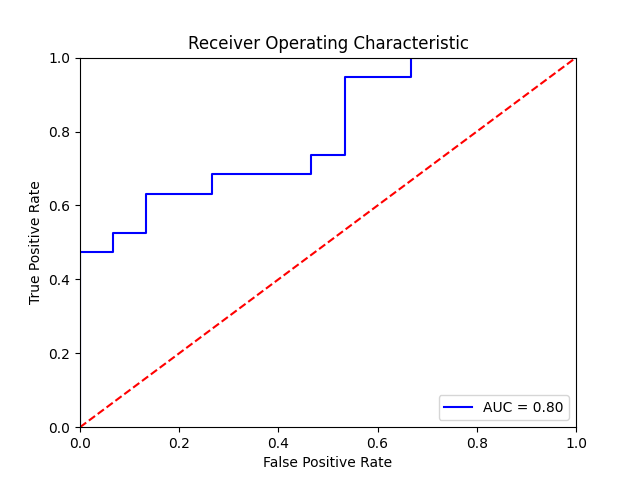 Receiver Operating Characteristic
True Positive Rate
1.0
0.8
0.6
0.4
0.2
0.0
AUC = 0.80
0.0 0.2 0.4 0.6 0.8 1.0
False Positive Rate